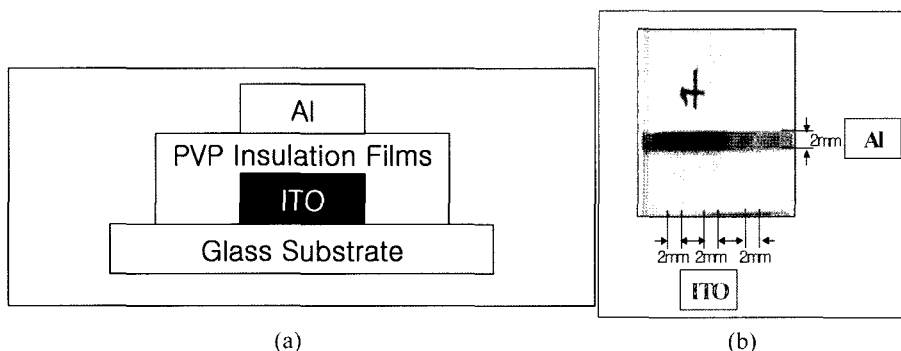 Al
PVP Insulation Films
ITO
Glass Substrate
(a)
2mm
Al
2mm 2mm 2mm
ITO
(b)